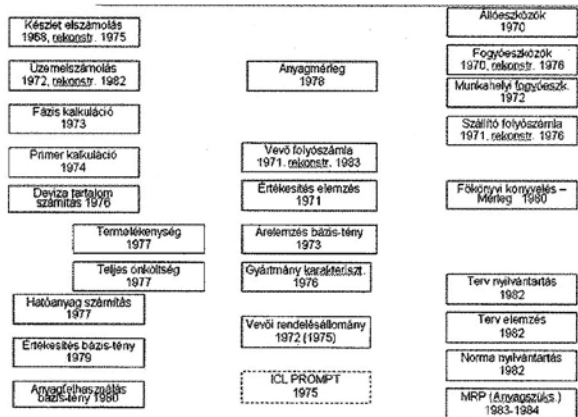 Készlet elszámolás
1968, rekonstr. 1975
Üzemelszámolás
1972, rekonstr. 1982
Fázis kalkuláció
1973
Primer kalkuláció
1974
Deviza tartalom
számítás 1976
Termelékenység
1977
Teljes önköltség
1977
Hatóanyag számítás
1977
Értékesítés bázis-tény
1979
Anyagfelhasználás
bázis-tény 1980
Anyagmérleg
1978
Vevő folyószámla
1971. rekonstr. 1983
Értékesítés elemzés
1971
Árelemzés bázis-tény
1973
Gyártmány karakteriszt.
1976
Vevői rendelésállomány
1972 (1975)
ICL PROMPT
1975
Állóeszközök
1970
Fogyóeszközök
1970, rekonstr. 1976
Munkahelyi fogyóeszk.
1972
Szállító folyószámla
1971, rekonstr. 1976
Főkönyvi könyvelés –
Mérleg 1980
Terv nyilvántartás
1982
Terv elemzés
1982
Norma nyilvántartás
1982
MRP (Anyagszüks.)
1983-1984